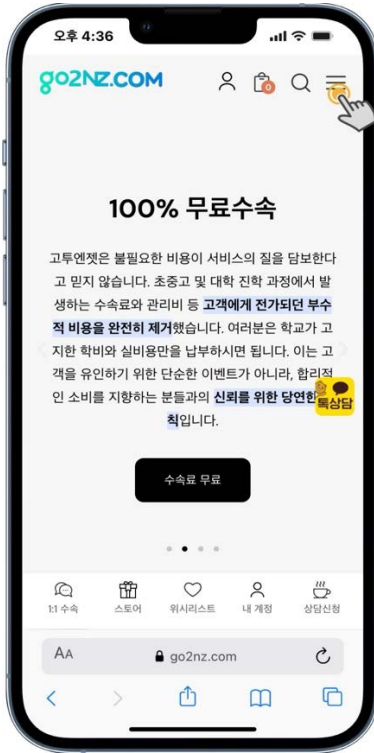 오후 4:36
go2NZ.COM
0
100% 무료수속
고투엔젯은 불필요한 비용이 서비스의 질을 담보한다
고 믿지 않습니다. 초중고 및 대학 진학 과정에서 발
생하는 수속료와 관리비 등 고객에게 전가되던 부수
적 비용을 완전히 제거했습니다. 여러분은 학교가 고
지한 학비와 실비용만을 납부하시면 됩니다. 이는 고
객을 유인하기 위한 단순한 이벤트가 아니라, 합리적
인 소비를 지향하는 분들과의 신뢰를 위한 당연한
칙입니다.
톡상담
수속료 무료
1:1 수속 스토어 위시리스트 내 계정 상담신청
AA go2nz.com